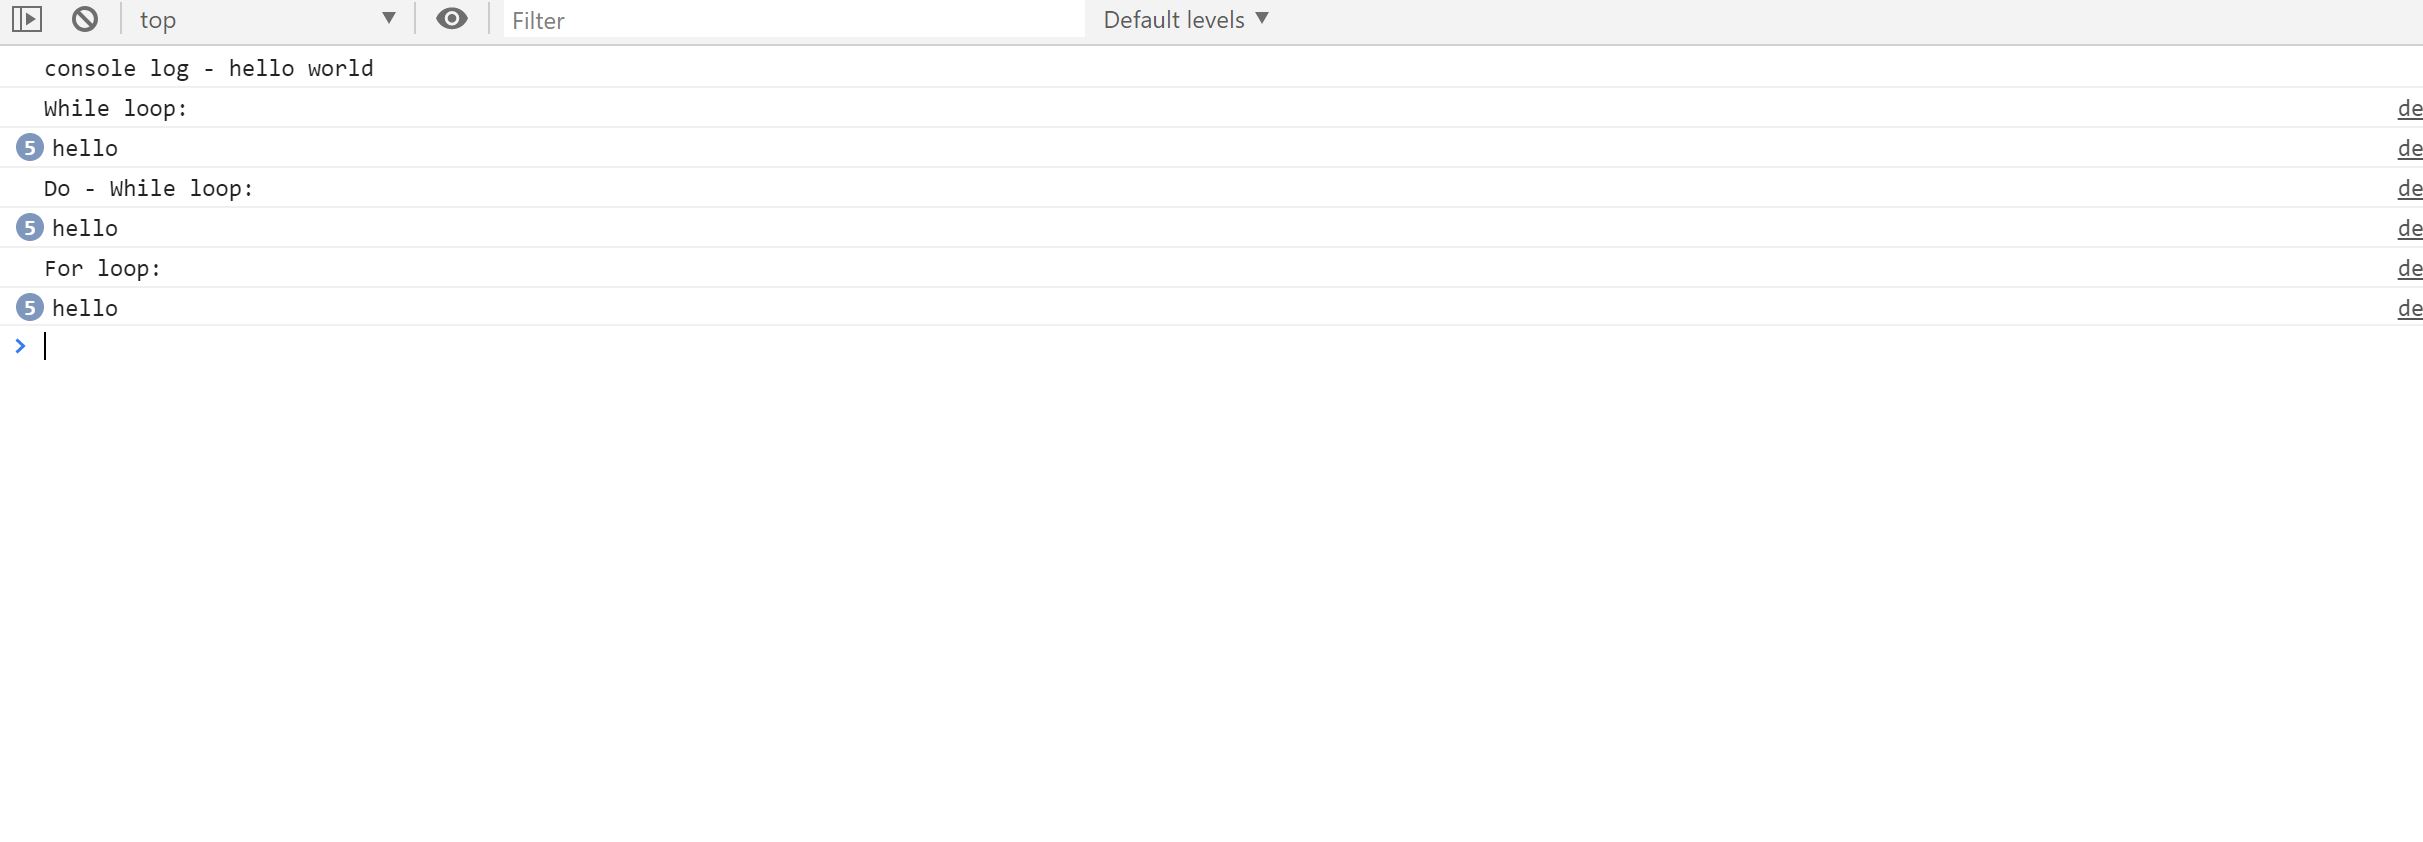 top Filter Default levels
console log - hello world
While loop: de
5 hello de
Do - While loop: de
5 hello de
For loop: de
5 hello de